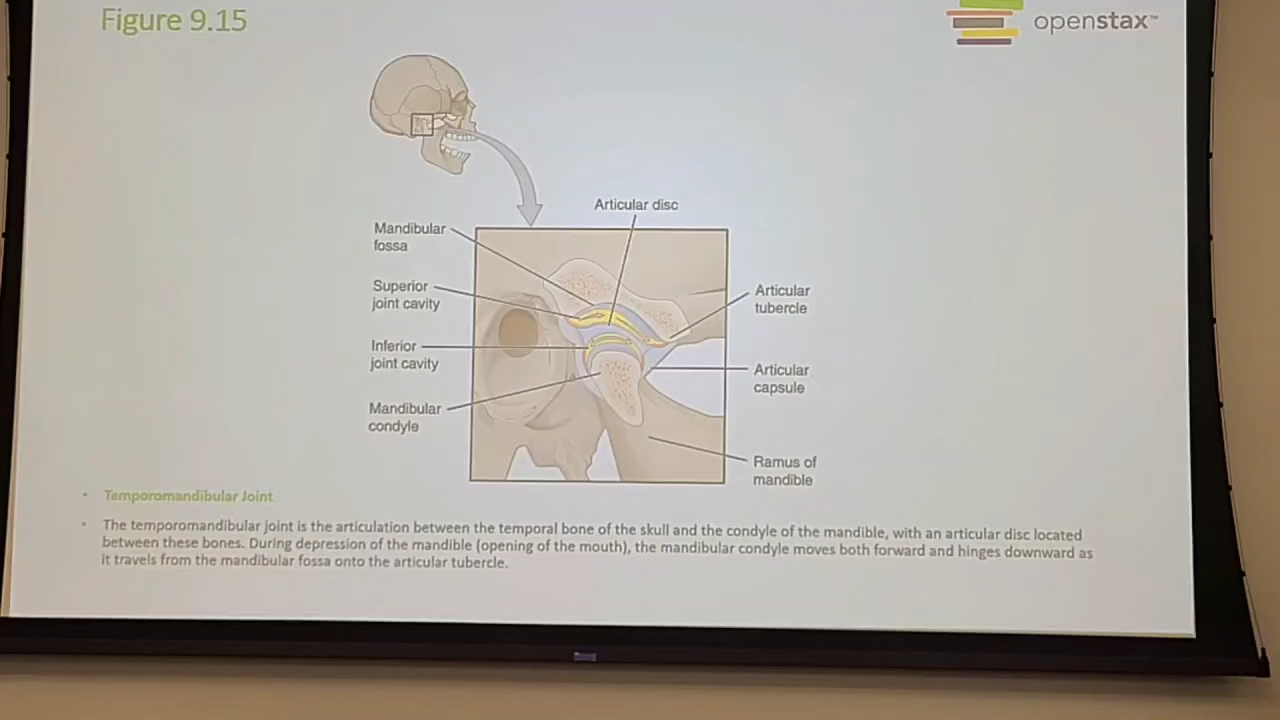 Figure 9.15
openstax™
Articular disc
Mandibular
fossa
Superior
joint cavity
Articular
tubercle
Inferior
joint cavity
Articular
capsule
Mandibular
condyle
Ramus of
mandible
• Temporomandibular Joint
• The temporomandibular joint is the articulation between the temporal bone of the skull and the condyle of the mandible, with an articular disc located
between these bones. During depression of the mandible (opening of the mouth), the mandibular condyle moves both forward and hinges downward as
it travels from the mandibular fossa onto the articular tubercle.